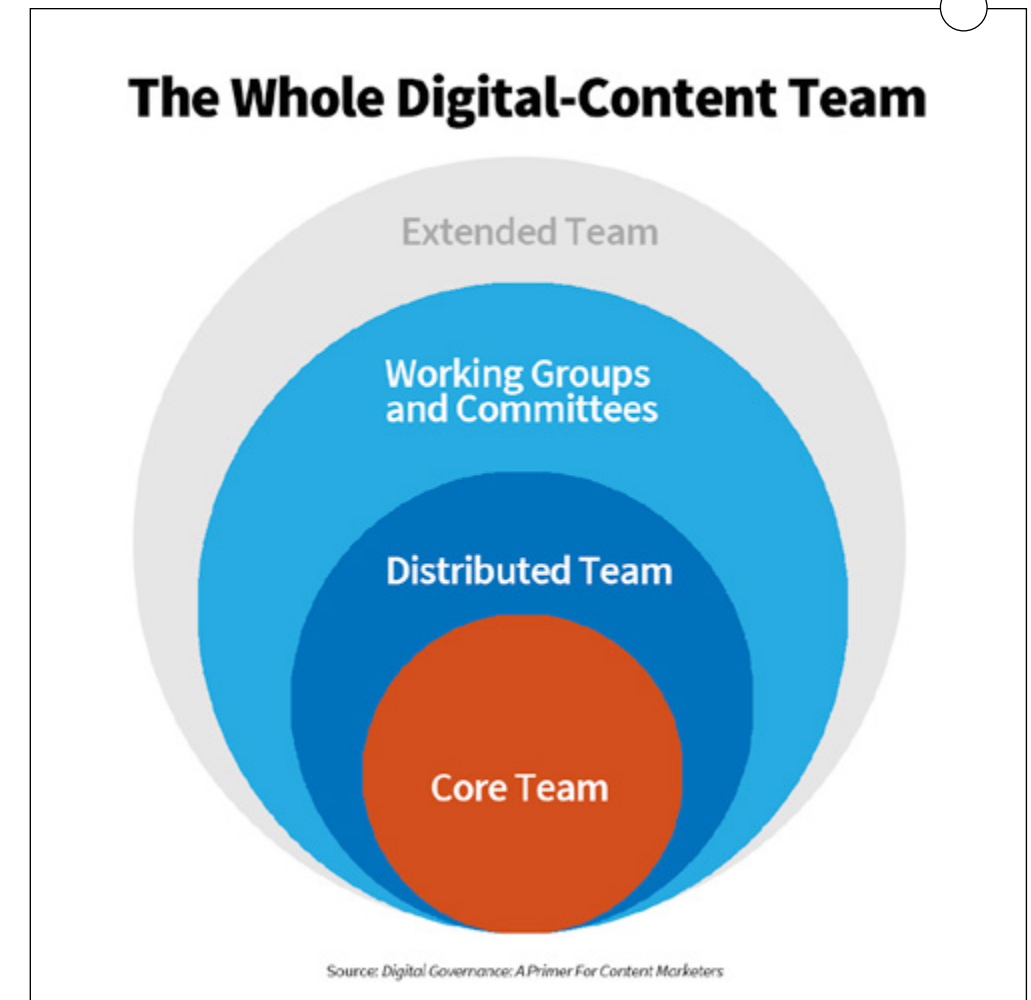 The Whole Digital-Content Team
Extended Team
Working Groups
and Committees
Distributed Team
Core Team
Source: Digital Governance: A Primer For Content Marketers